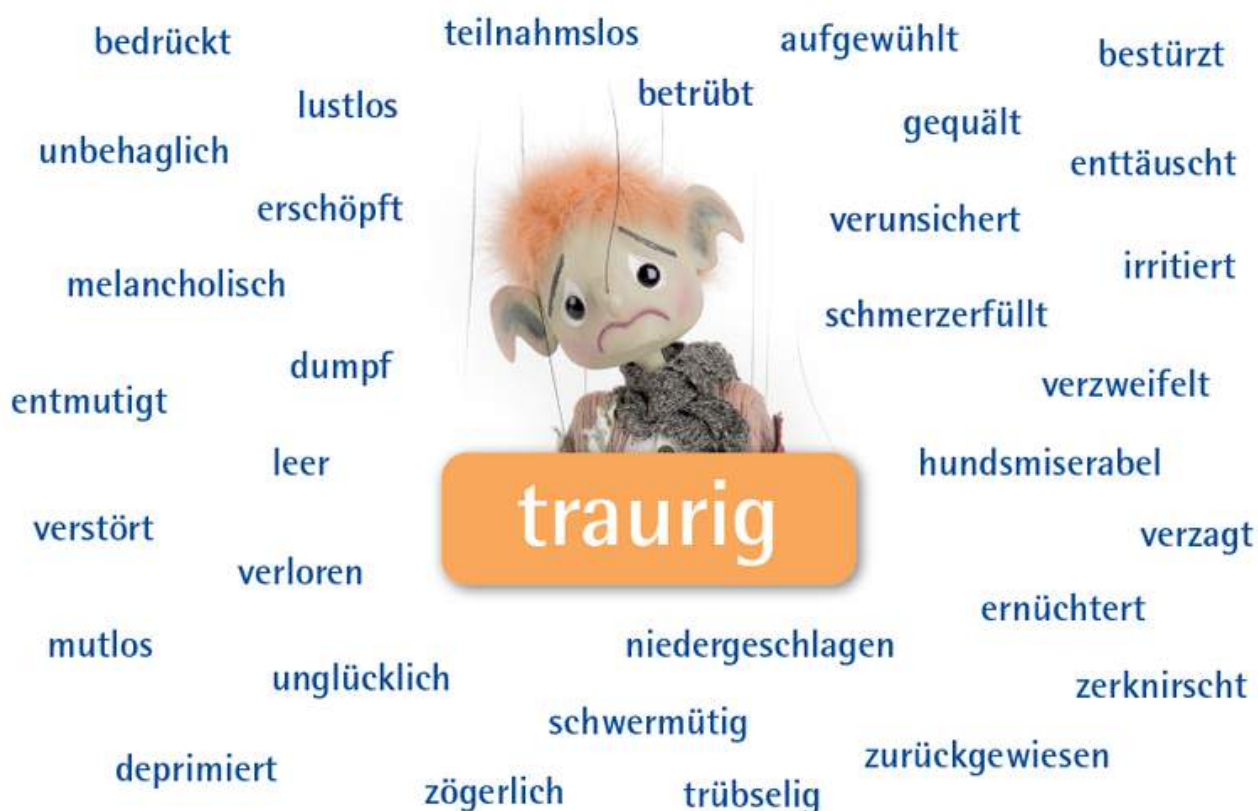 bedrückt
teilnahmslos
aufgewühlt
bestürzt
lustlos
betrübt
gequält
unbehaglich
enttäuscht
erschöpft
verunsichert
irritiert
melancholisch
schmerzerfüllt
dumpf
verzweifelt
entmutigt
leer
hundsmiserabel
traurig
verstört
verzagt
verloren
ernüchtert
mutlos
niedergeschlagen
unglücklich
zerknirscht
schwermütig
zurückgewiesen
deprimiert
zögerlich
trübselig